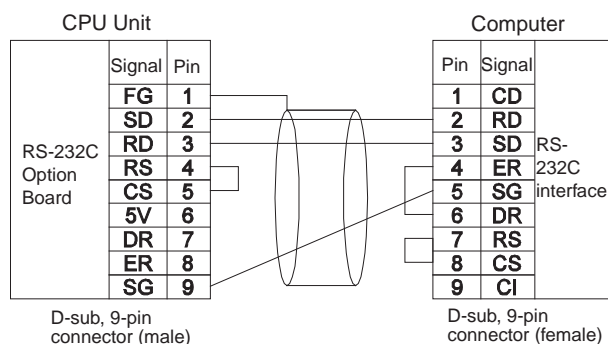 CPU Unit
Computer
RS-232C
Option
Board
Signal Pin
FG 1
SD 2
RD 3
RS 4
CS 5
5V 6
DR 7
ER 8
SG 9
D-sub, 9-pin
connector (male)
Pin Signal
1 CD
2 RD
3 SD
4 ER
5 SG
6 DR
7 RS
8 CS
9 CI
RS-
232C
interface
D-sub, 9-pin
connector (female)